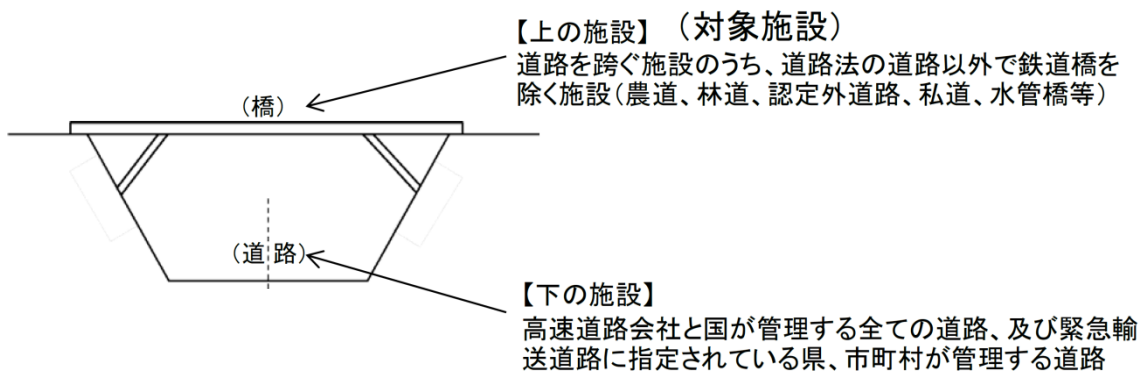 【上の施設】 (対象施設)
道路を跨ぐ施設のうち、道路法の道路以外で鉄道橋を
除く施設(農道、林道、認定外道路、私道、水管橋等)
(橋)
(道路)
【下の施設】
高速道路会社と国が管理する全ての道路、及び緊急輸
送道路に指定されている県、市町村が管理する道路